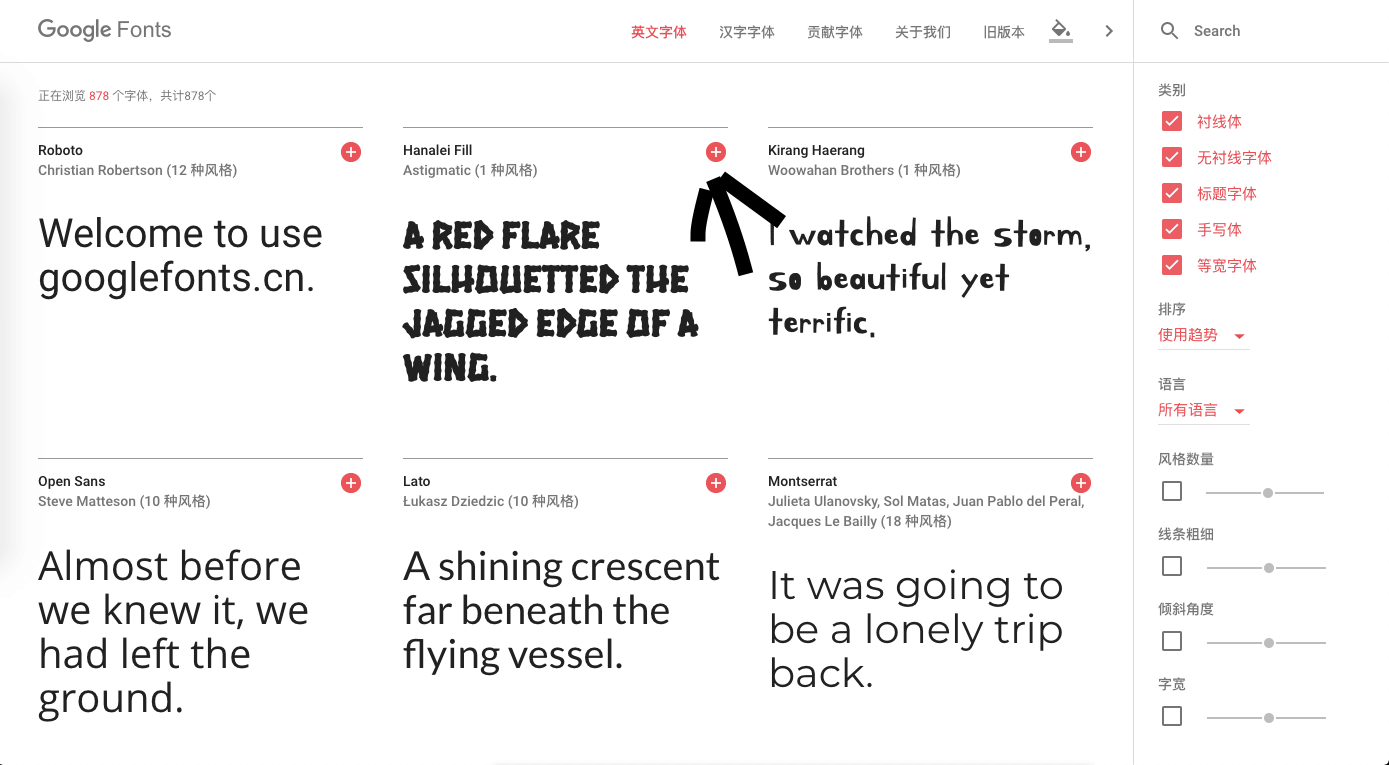 Google Fonts
英文字体 汉字字体 贡献字体 关于我们 旧版本
Search
正在浏览 878 个字体，共计878个
Roboto
Christian Robertson (12 种风格)
Welcome to use
googlefonts.cn.
Hanalei Fill
Astigmatic (1 种风格)
A RED FLARE
SILHOUETTED THE
JAGGED EDGE OF A
WING.
Kirang Haerang
Woowahan Brothers (1 种风格)
I watched the storm,
so beautiful yet
terrific.
Open Sans
Steve Matteson (10 种风格)
Almost before
we knew it, we
had left the
ground.
Lato
Łukasz Dziedzic (10 种风格)
A shining crescent
far beneath the
flying vessel.
Montserrat
Julieta Ulanovsky, Sol Matas, Juan Pablo del Peral,
Jacques Le Bailly (18 种风格)
It was going to
be a lonely trip
back.
类别
衬线体
无衬线字体
标题字体
手写体
等宽字体
排序
使用趋势
语言
所有语言
风格数量
线条粗细
倾斜角度
字宽